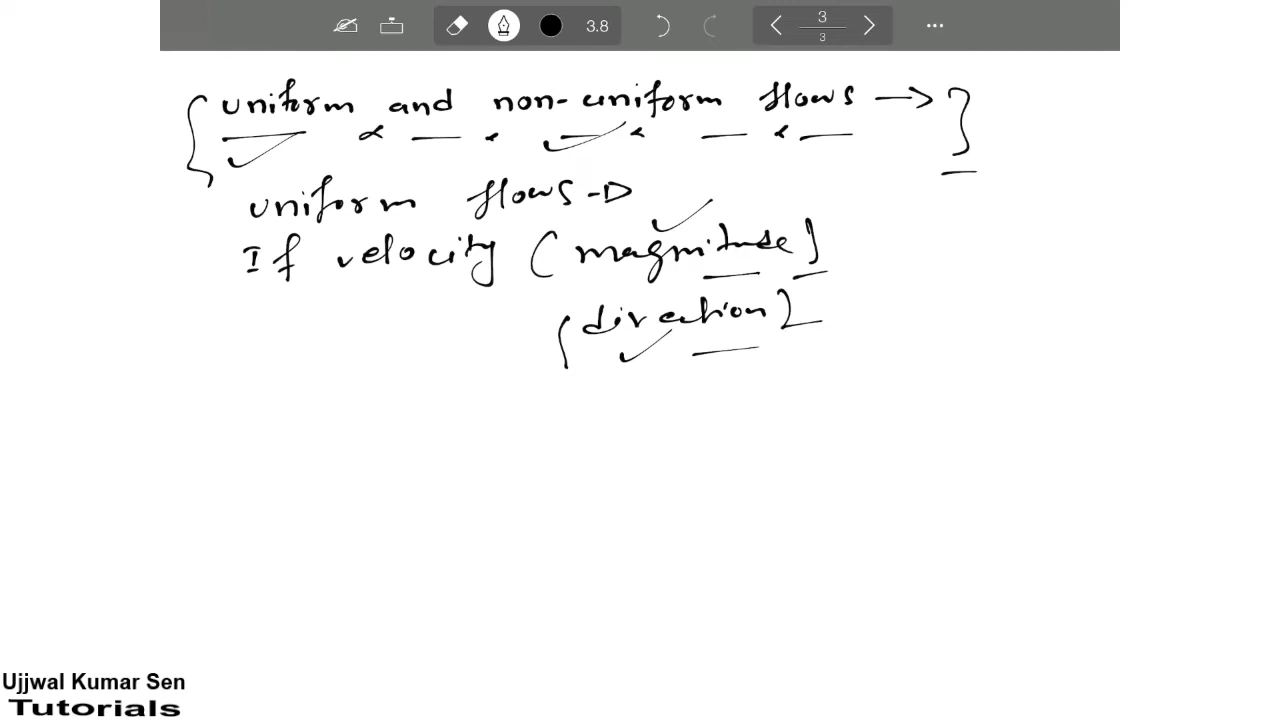 3.8
3
3
uniform and non-uniform flows →
uniform flows -
If velocity (magnitude)
(direction)
Ujjwal Kumar Sen
Tutorials